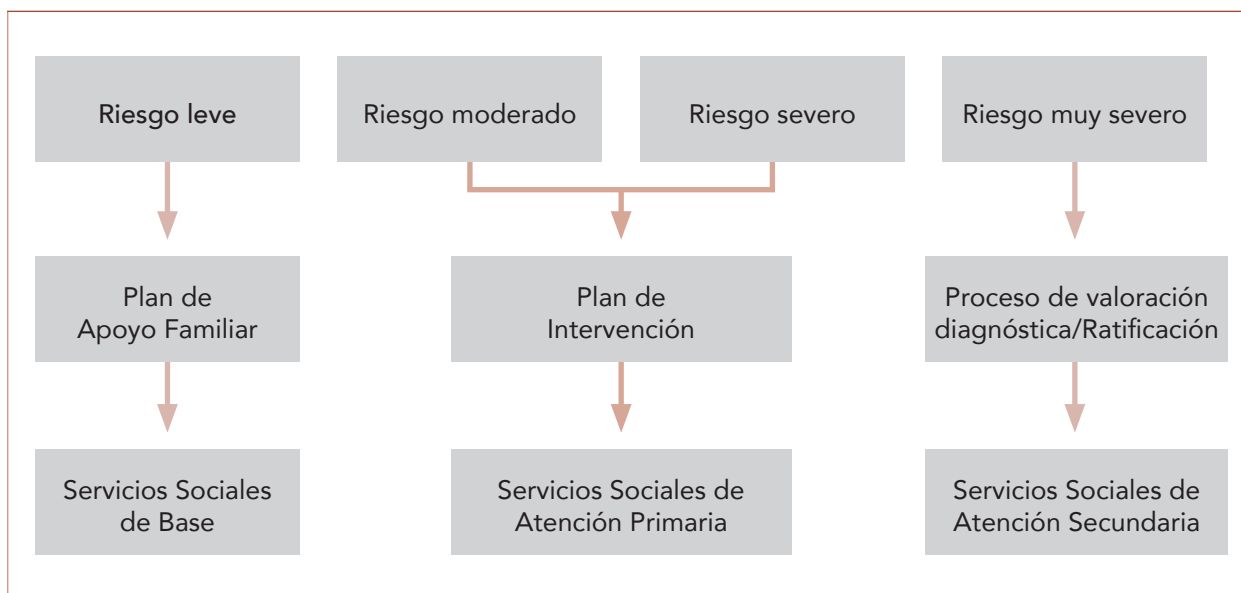 Riesgo leve
Riesgo moderado
Riesgo severo
Riesgo muy severo
Plan de
Apoyo Familiar
Plan de
Intervención
Proceso de valoración
diagnóstica/Ratificación
Servicios Sociales
de Base
Servicios Sociales de
Atención Primaria
Servicios Sociales de
Atención Secundaria